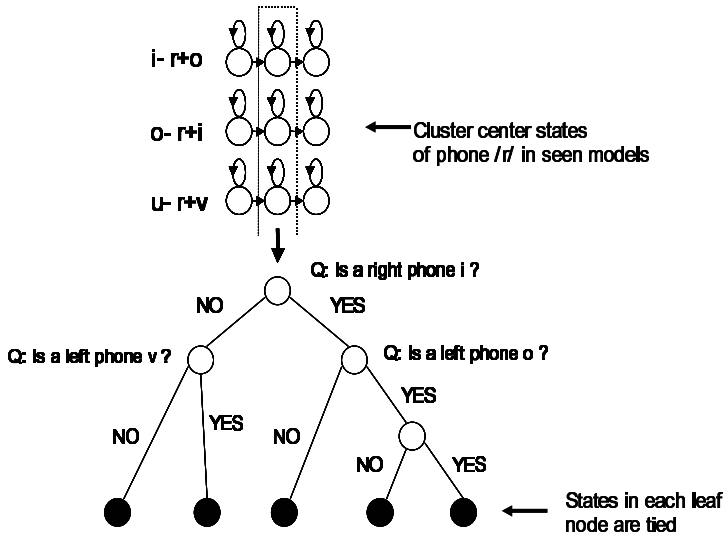 i- r+o
o- r+i
u- r+v
Cluster center states
of phone /r/ in seen models
Q: Is a right phone i ?
NO
YES
Q: Is a left phone v ?
Q: Is a left phone o ?
YES
NO
YES
NO
NO
YES
States in each leaf
node are tied